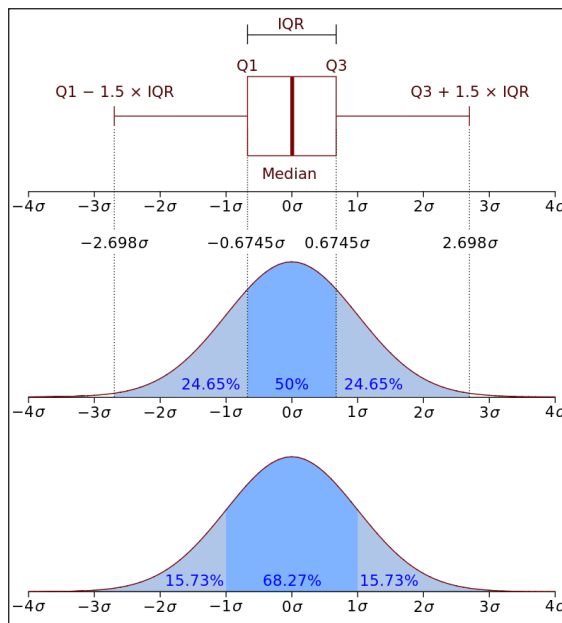 IQR
Q1 Q3
Q1 − 1.5 × IQR Q3 + 1.5 × IQR
Median
−4σ −3σ −2σ −1σ 0σ 1σ 2σ 3σ 4σ
−2.698σ −0.6745σ 0.6745σ 2.698σ
24.65% 50% 24.65%
−4σ −3σ −2σ −1σ 0σ 1σ 2σ 3σ 4σ
15.73% 68.27% 15.73%
−4σ −3σ −2σ −1σ 0σ 1σ 2σ 3σ 4σ